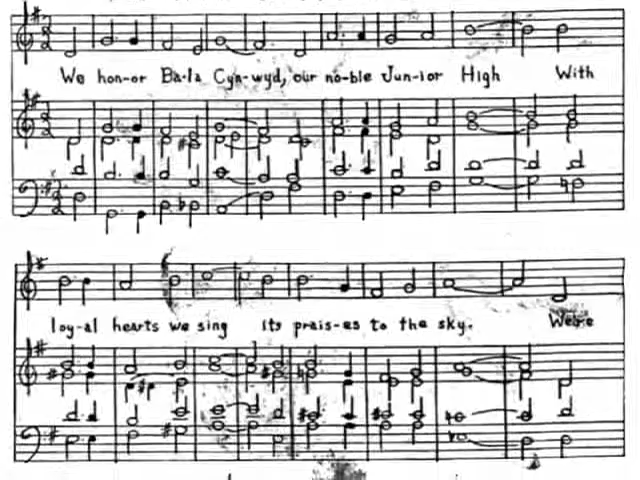 We hon-or Ba-la Cyn-wyd, our no-ble Jun-ior High With
loy-al hearts we sing its prais-es to the sky. We're